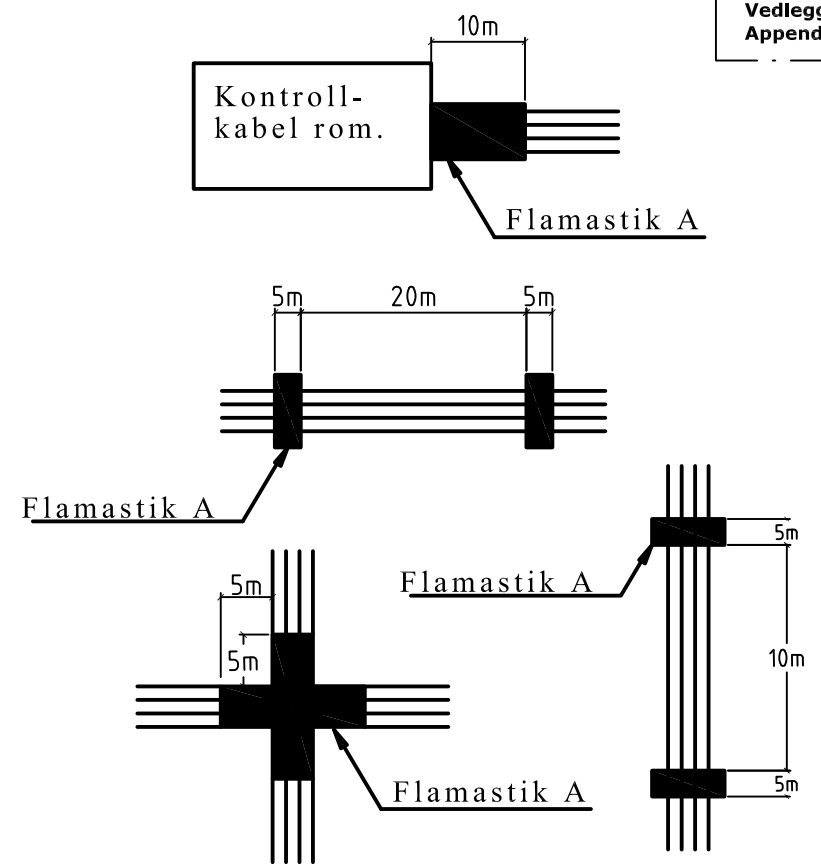 Vedlegg
Append
10m
Kontroll-
kabel rom.
Flamastik A
5m 20m 5m
Flamastik A
5m
Flamastik A
5m
5m
10m
5m
Flamastik A